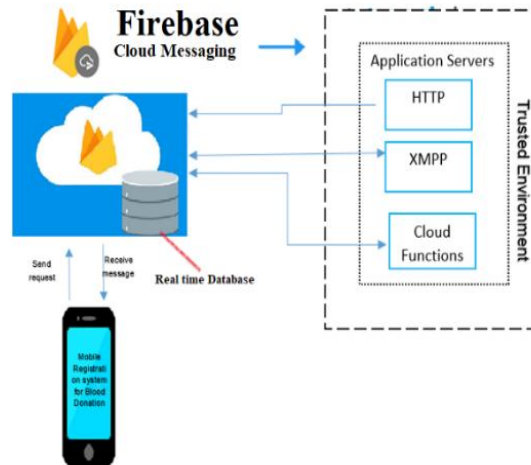 Firebase
Cloud Messaging
Application Servers
HTTP
XMPP
Cloud
Functions
Trusted Environment
Send
request
Receive
message
Real time Database
Mobile
Registrati
on system
for Blood
Donation